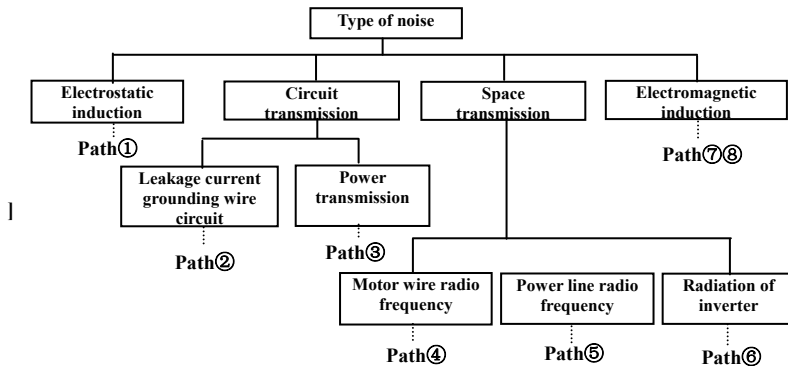 Type of noise
Electrostatic
induction
Circuit
transmission
Space
transmission
Electromagnetic
induction
Path①
Path⑦⑧
Leakage current
grounding wire
circuit
Power
transmission
]
Path②
Path③
Motor wire radio
frequency
Power line radio
frequency
Radiation of
inverter
Path④
Path⑤
Path⑥